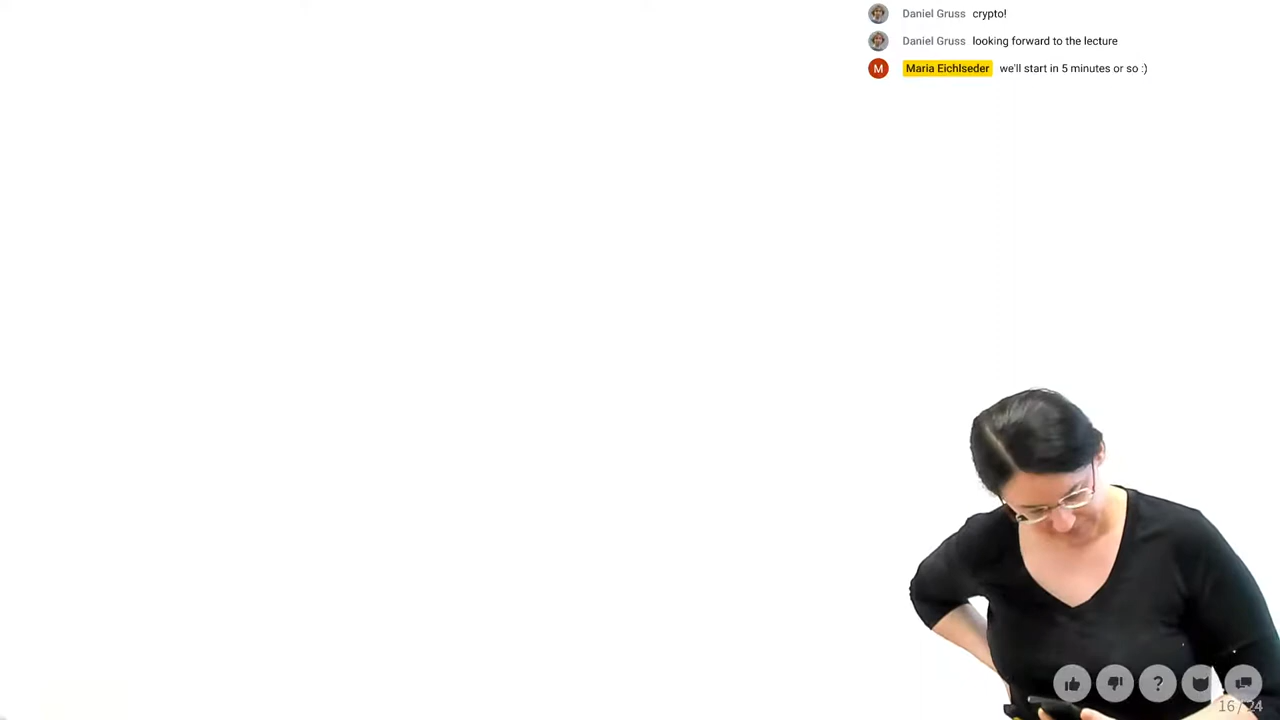 Daniel Gruss crypto!
Daniel Gruss looking forward to the lecture
M Maria Eichlseder we'll start in 5 minutes or so :)
?
16 / 24